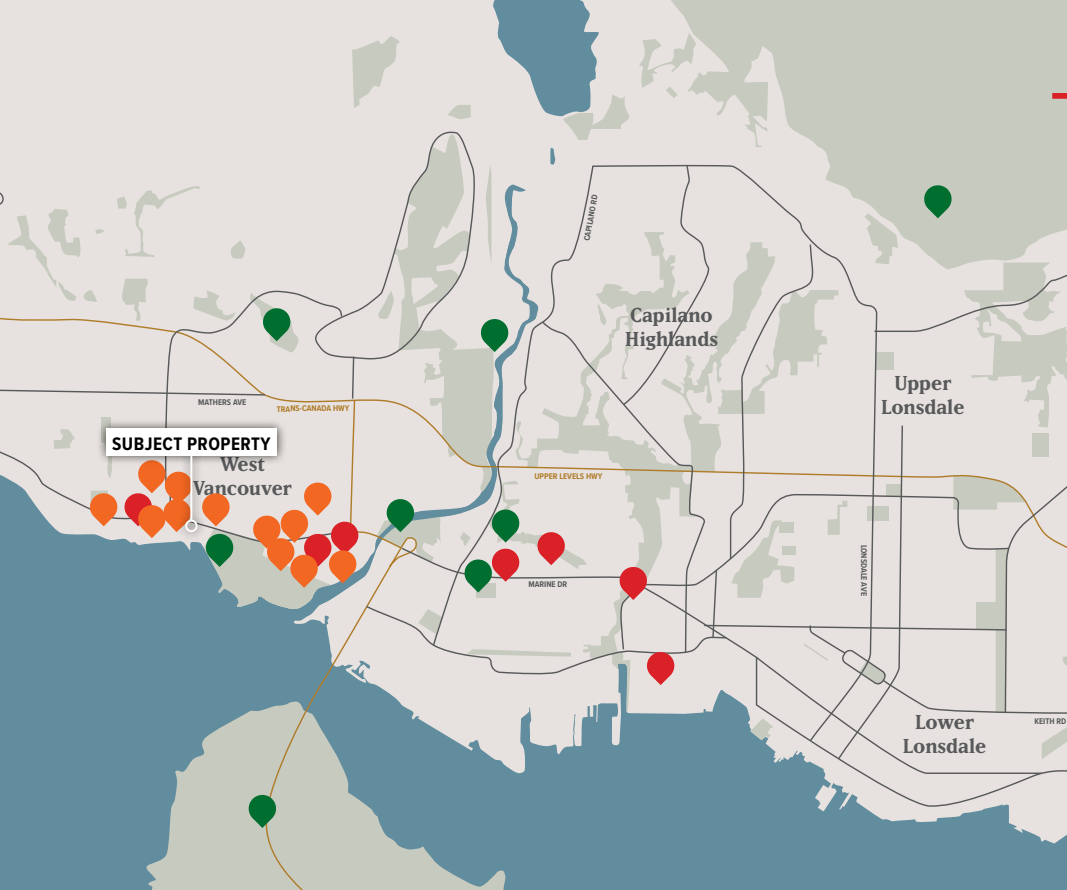 CAPILANO RD
Capilano
Highlands
Upper
Lonsdale
MATHERS AVE
TRANS-CANADA HWY
SUBJECT PROPERTY
West
Vancouver
UPPER LEVELS HWY
LONSDALE AVE
MARINE DR
Lower
Lonsdale
KEITH RD